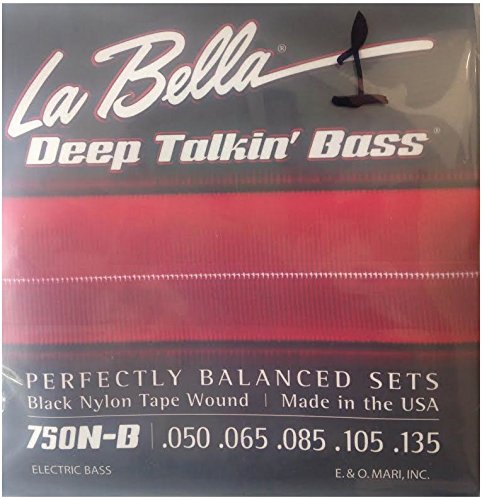 La Bella®
Deep Talkin' Bass®
PERFECTLY BALANCED SETS
Black Nylon Tape Wound | Made in the USA
750N-B | .050 .065 .085 .105 .135
ELECTRIC BASS E. & O. MARI, INC.